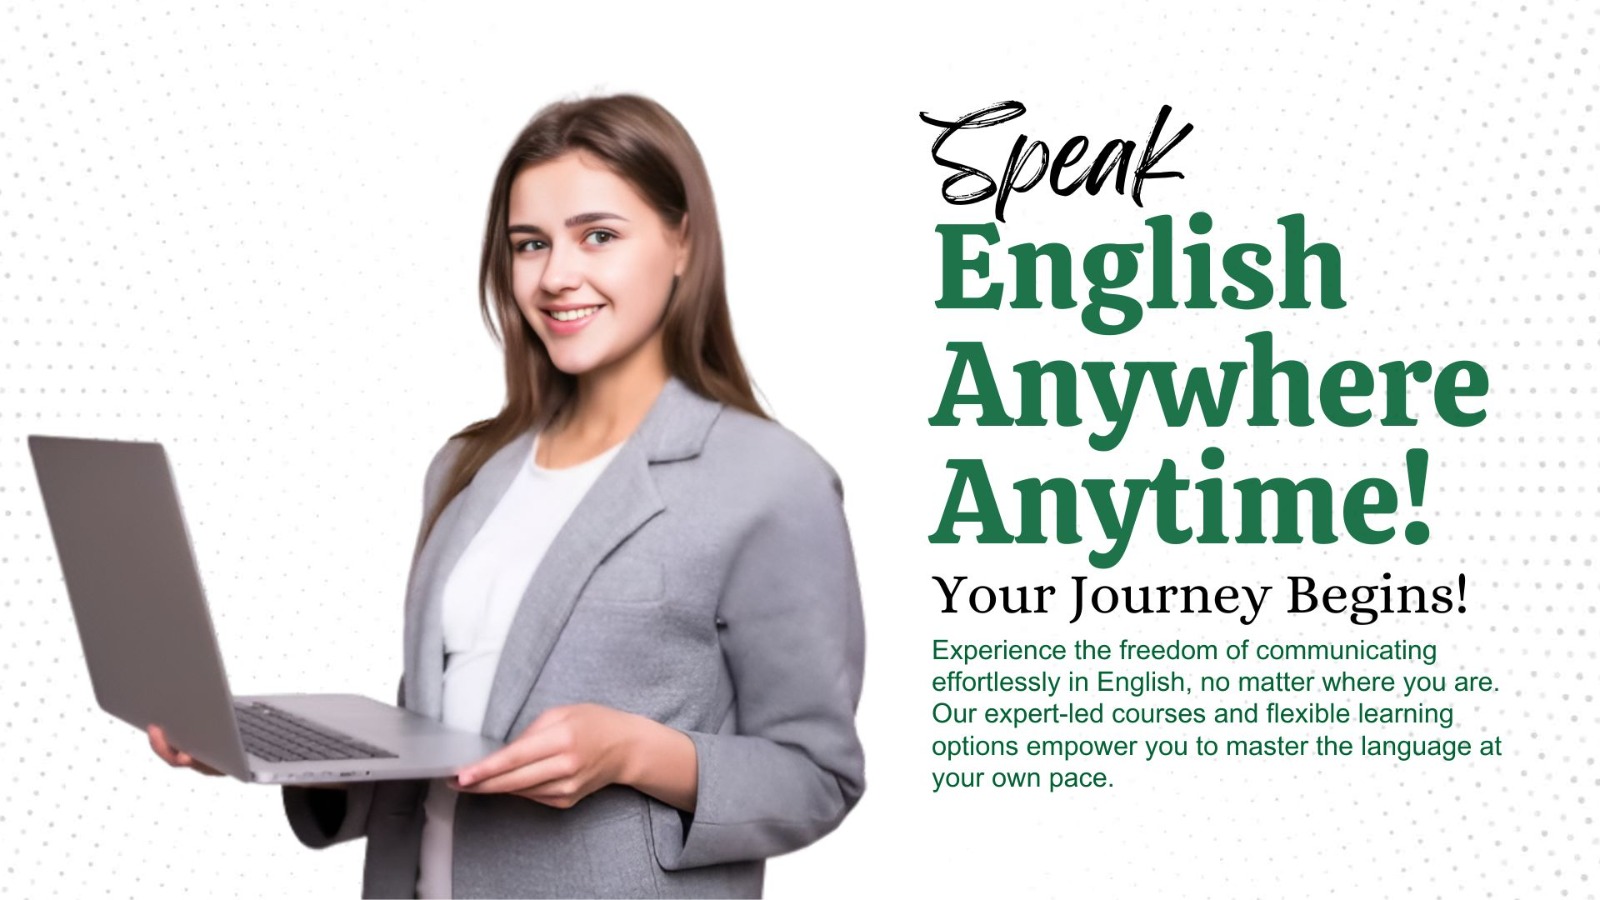 Speak
English
Anywhere
Anytime!
Your Journey Begins!
Experience the freedom of communicating
effortlessly in English, no matter where you are.
Our expert-led courses and flexible learning
options empower you to master the language at
your own pace.